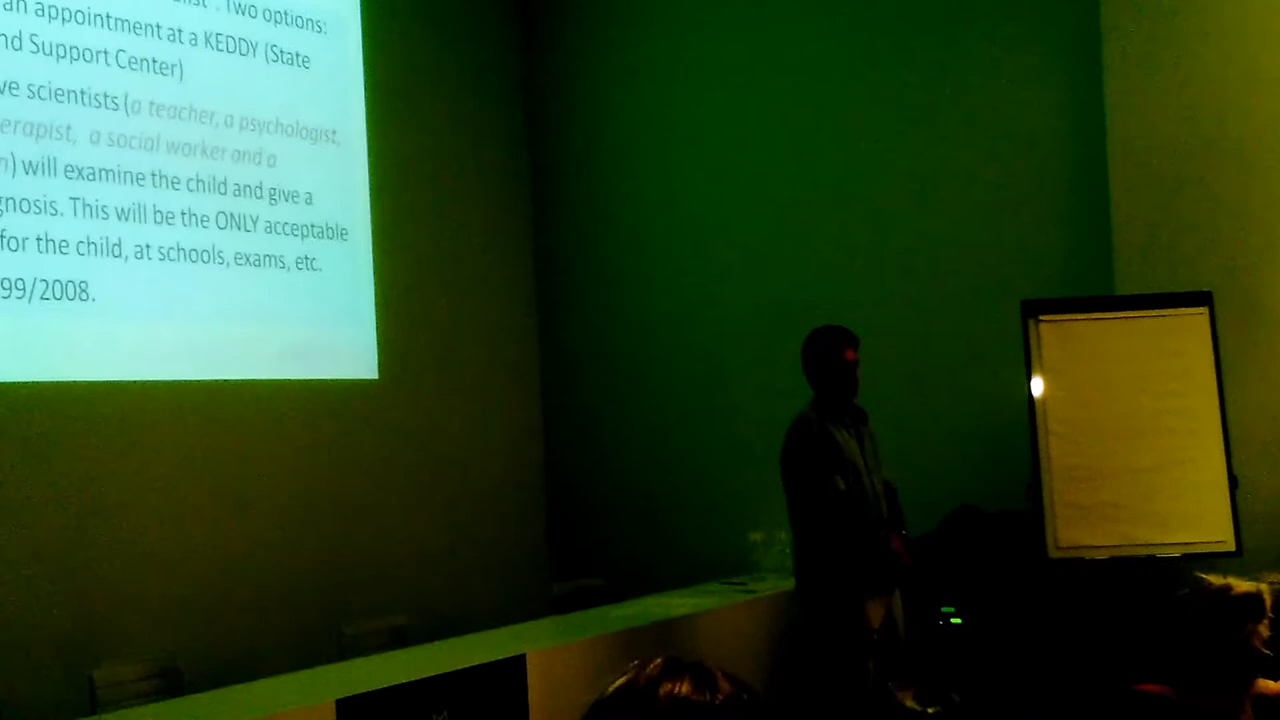 . Two options:
an appointment at a KEDDY (State
nd Support Center)
ve scientists (a teacher, a psychologist,
erapist, a social worker and a
) will examine the child and give a
gnosis. This will be the ONLY acceptable
for the child, at schools, exams, etc.
99/2008.